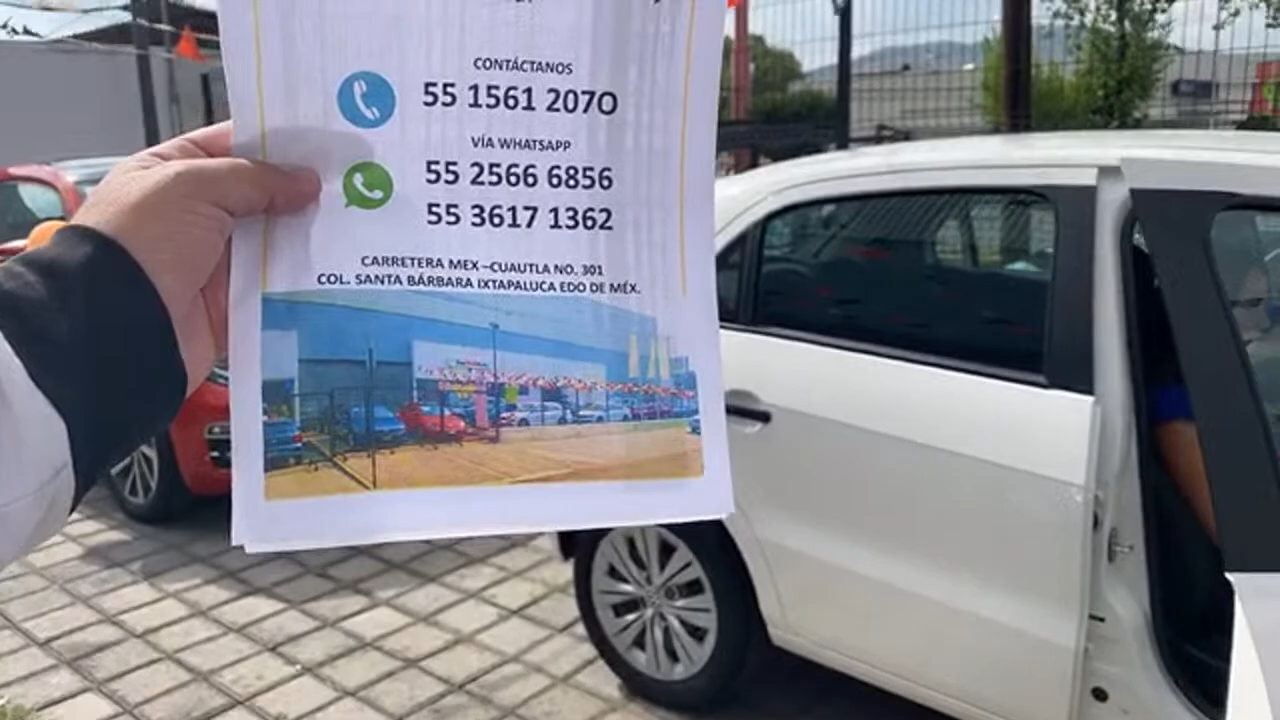 CONTÁCTANOS
55 1561 2070
VÍA WHATSAPP
55 2566 6856
55 3617 1362
CARRETERA MEX –CUAUTLA NO. 301
COL. SANTA BÁRBARA IXTAPALUCA EDO DE MÉX.